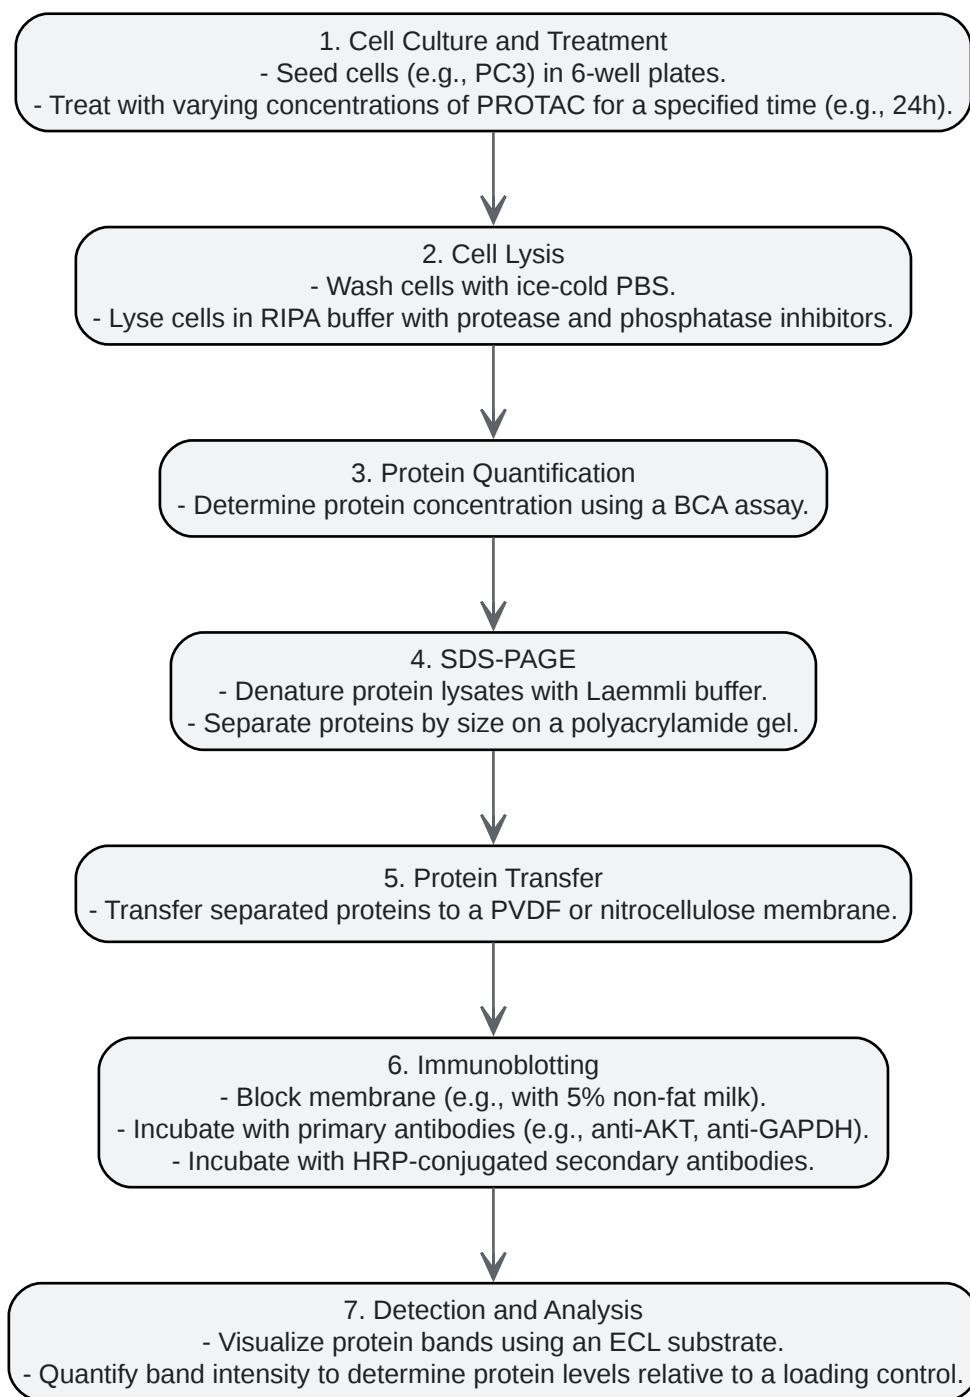 1. Cell Culture and Treatment
- Seed cells (e.g., PC3) in 6-well plates.
- Treat with varying concentrations of PROTAC for a specified time (e.g., 24h).
2. Cell Lysis
- Wash cells with ice-cold PBS.
- Lyse cells in RIPA buffer with protease and phosphatase inhibitors.
3. Protein Quantification
- Determine protein concentration using a BCA assay.
4. SDS-PAGE
- Denature protein lysates with Laemmli buffer.
- Separate proteins by size on a polyacrylamide gel.
5. Protein Transfer
- Transfer separated proteins to a PVDF or nitrocellulose membrane.
6. Immunoblotting
- Block membrane (e.g., with 5% non-fat milk).
- Incubate with primary antibodies (e.g., anti-AKT, anti-GAPDH).
- Incubate with HRP-conjugated secondary antibodies.
7. Detection and Analysis
- Visualize protein bands using an ECL substrate.
- Quantify band intensity to determine protein levels relative to a loading control.